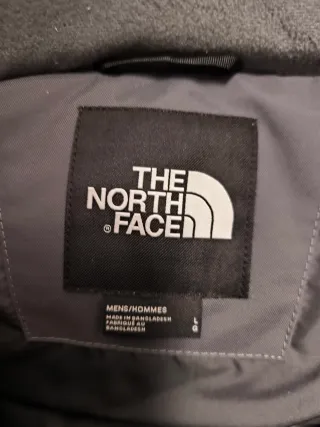 THE
NORTH
® FACE
MENS/HOMMES
MADE IN BANGLADESH
FABRIQUÉ AU
BANGLADESH
L
G